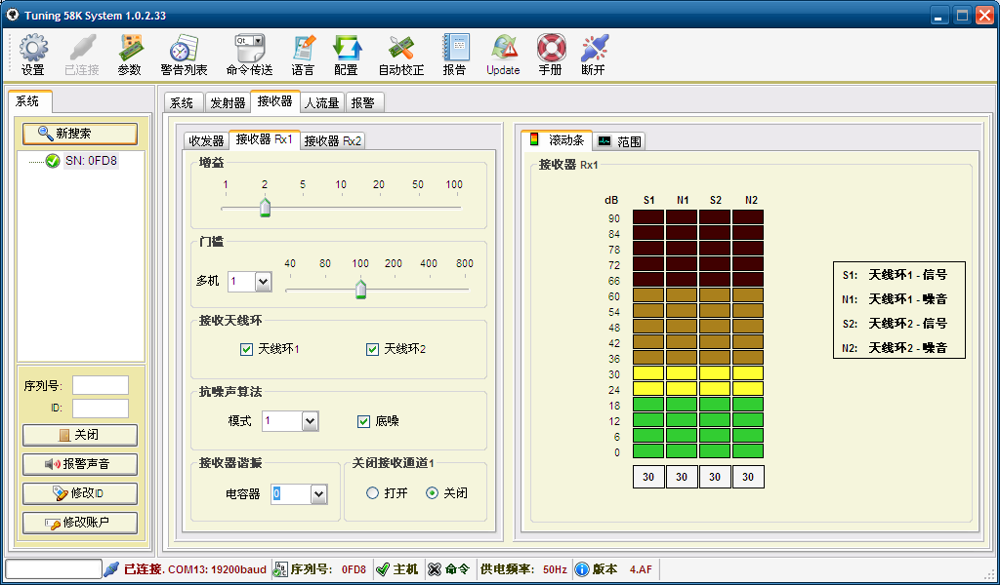 Tuning 58K System 1.0.2.33
设置 已连接 参数 警告列表 命令传送 语言 配置 自动校正 报告 Update 手册 断开
系统
新搜索
SN: 0FD8
序列号:
ID:
关闭
报警声音
修改ID
修改账户
系统 发射器 接收器 人流量 报警
收发器 接收器 Rx1 接收器 Rx2
增益
1 2 5 10 20 50 100
门槛
多机 1
40 80 100 200 400 800
接收天线环
天线环1 天线环2
抗噪声算法
模式 1 底噪
接收器谐振
电容器 0
关闭接收通道1
打开 关闭
滚动条 范围
接收器 Rx1
dB S1 N1 S2 N2
90
84
78
72
66
60
54
48
42
36
30
24
18
12
6
0
30 30 30 30
S1: 天线环1 - 信号
N1: 天线环1 - 噪音
S2: 天线环2 - 信号
N2: 天线环2 - 噪音
已连接. COM13: 19200baud 序列号: 0FD8 主机 命令 供电频率: 50Hz 版本 4.AF